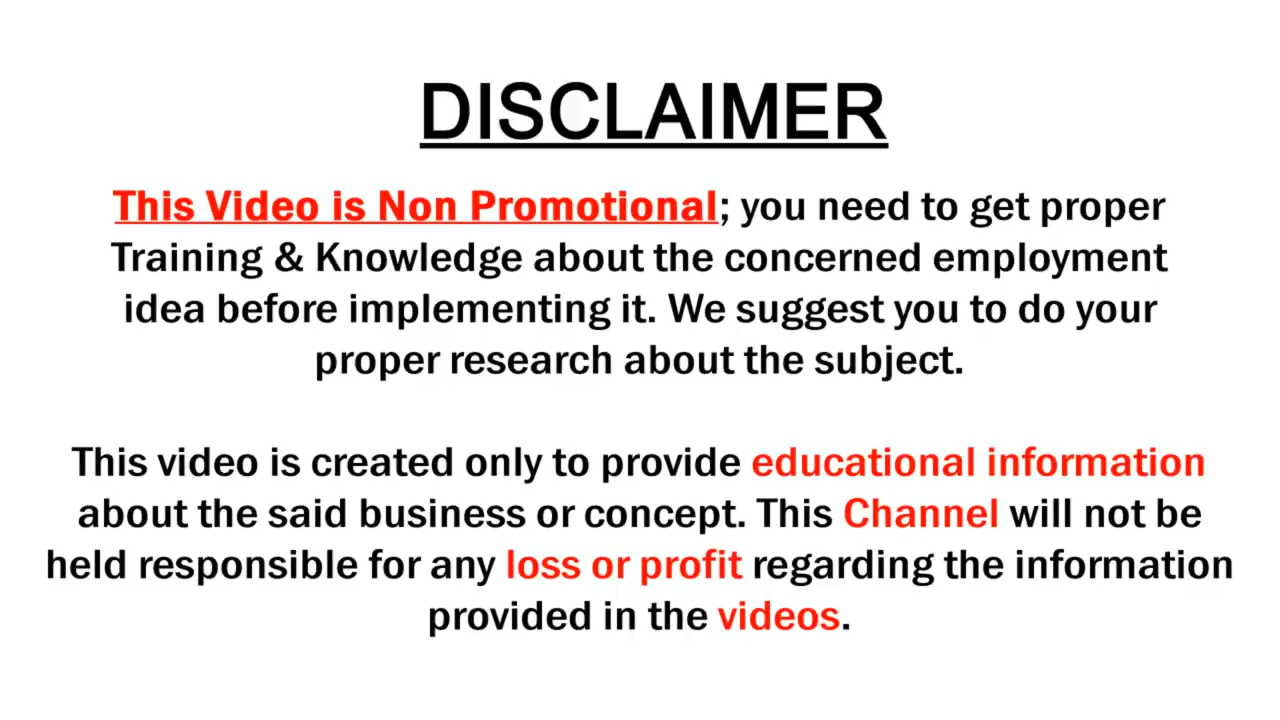 DISCLAIMER
This Video is Non Promotional; you need to get proper
Training & Knowledge about the concerned employment
idea before implementing it. We suggest you to do your
proper research about the subject.
This video is created only to provide educational information
about the said business or concept. This Channel will not be
held responsible for any loss or profit regarding the information
provided in the videos.